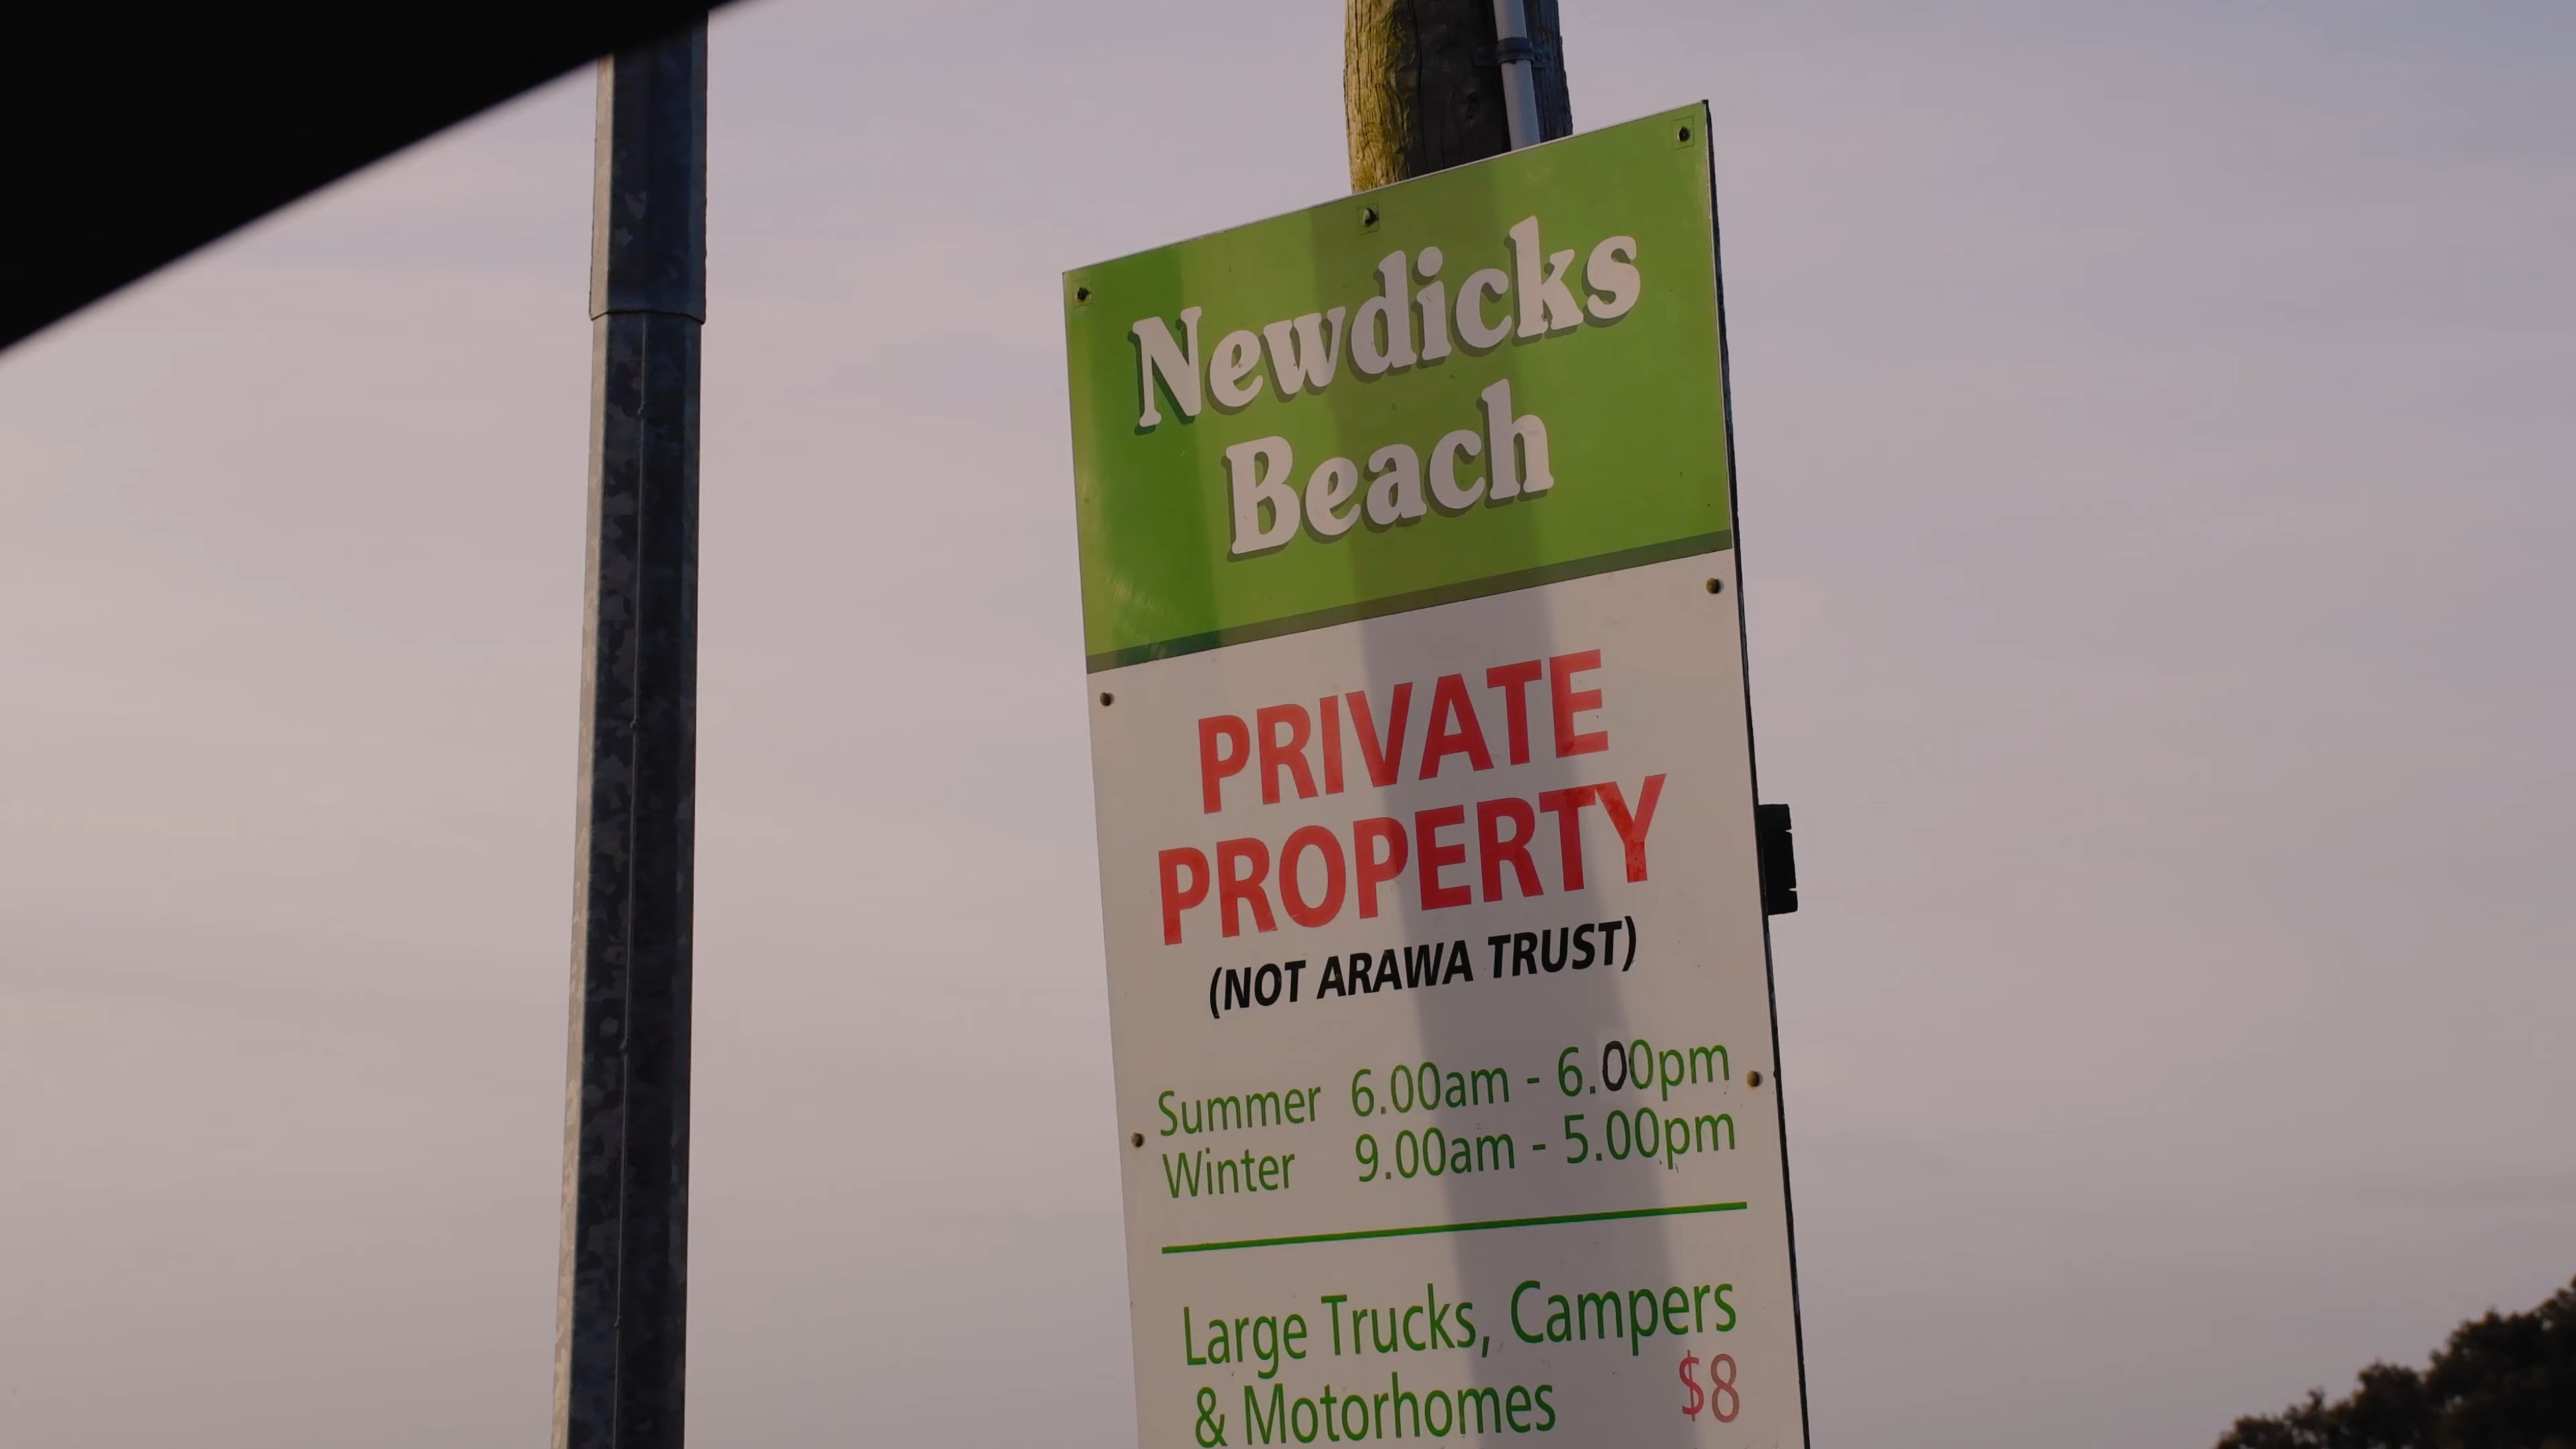 Newdicks
Beach
PRIVATE
PROPERTY
(NOT ARAWA TRUST)
Summer 6.00am - 6.00pm
Winter 9.00am - 5.00pm
Large Trucks, Campers
& Motorhomes $8